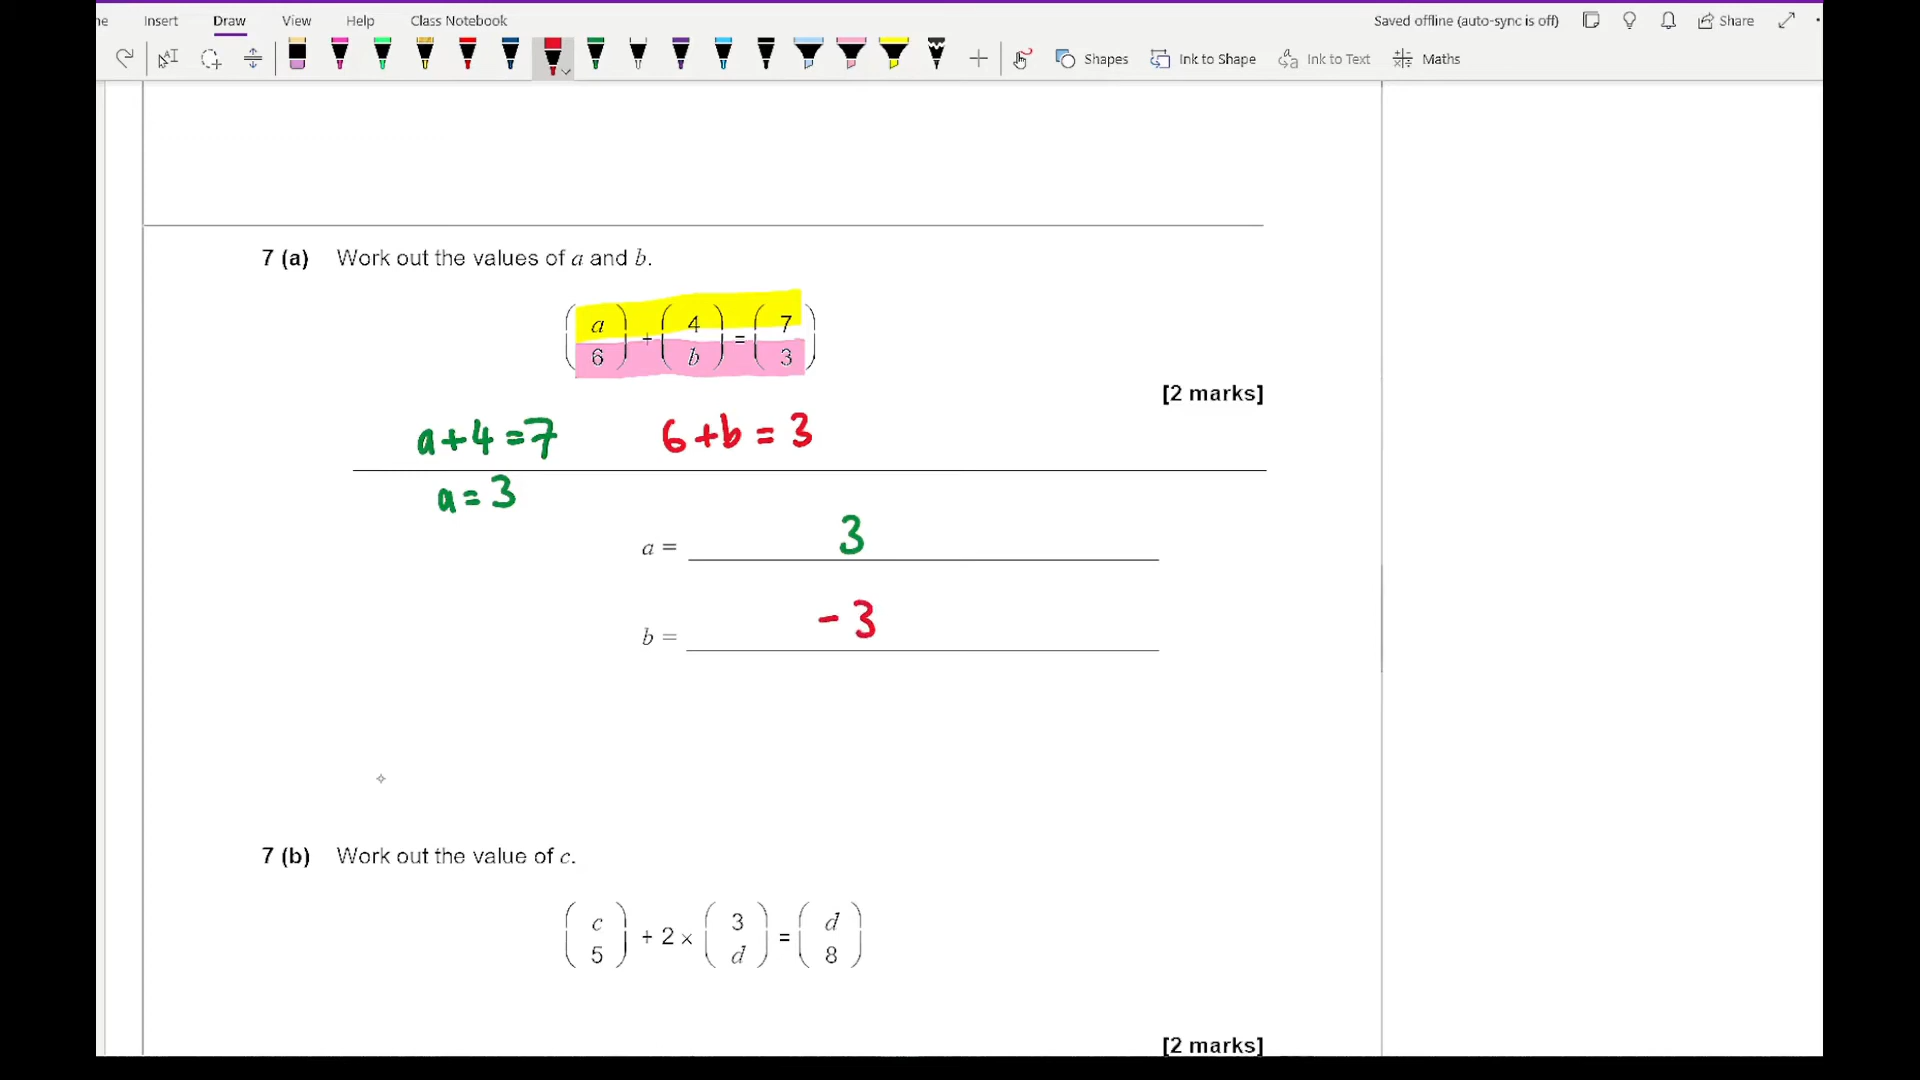 ne Insert Draw View Help Class Notebook Saved offline (auto-sync is off) Share
Shapes Ink to Shape Ink to Text Maths
7 (a) Work out the values of a and b.
(a 6) + (4 b) = (7 3)
[2 marks]
a+4=7 6+b=3
a=3
a = 3
b = -3
7 (b) Work out the value of c.
(c 5) + 2 × (3 d) = (d 8)
[2 marks]